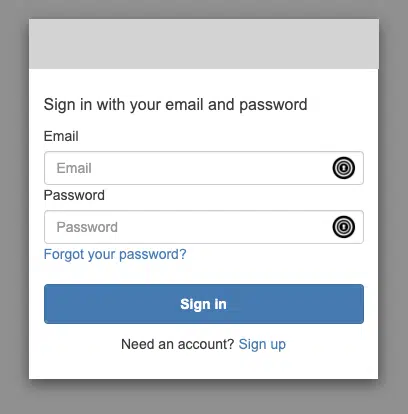 Sign in with your email and password
Email
Email
Password
Password
Forgot your password?
Sign in
Need an account? Sign up